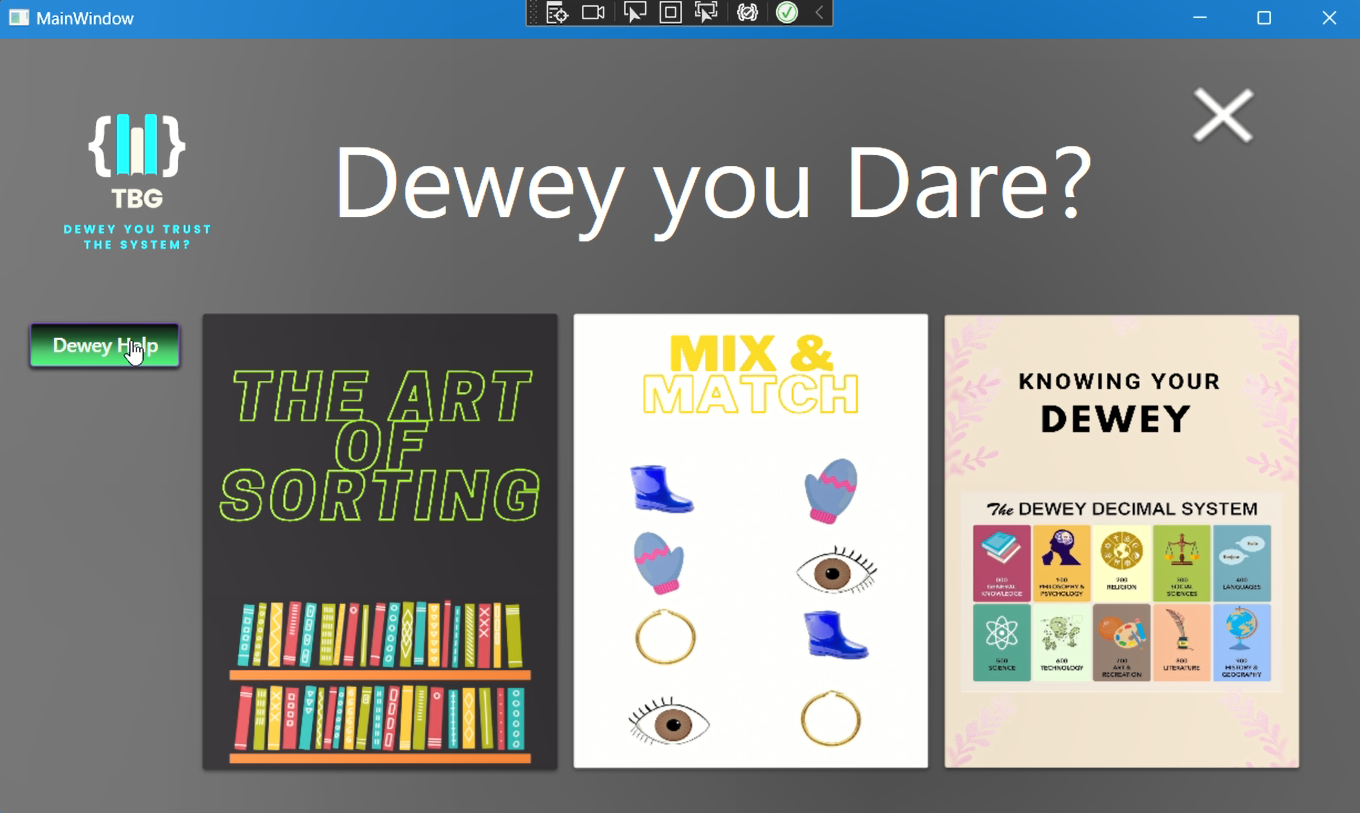 MainWindow
{ }
TBG
DEWEY YOU TRUST
THE SYSTEM?
Dewey you Dare?
Dewey Help
THE ART
OF
SORTING
MIX &
MATCH
KNOWING YOUR
DEWEY
The DEWEY DECIMAL SYSTEM
000
GENERAL
KNOWLEDGE
100
PHILOSOPHY &
PSYCHOLOGY
200
RELIGION
300
SOCIAL
SCIENCES
400
LANGUAGES
500
SCIENCE
600
TECHNOLOGY
700
ART &
RECREATION
800
LITERATURE
900
HISTORY &
GEOGRAPHY